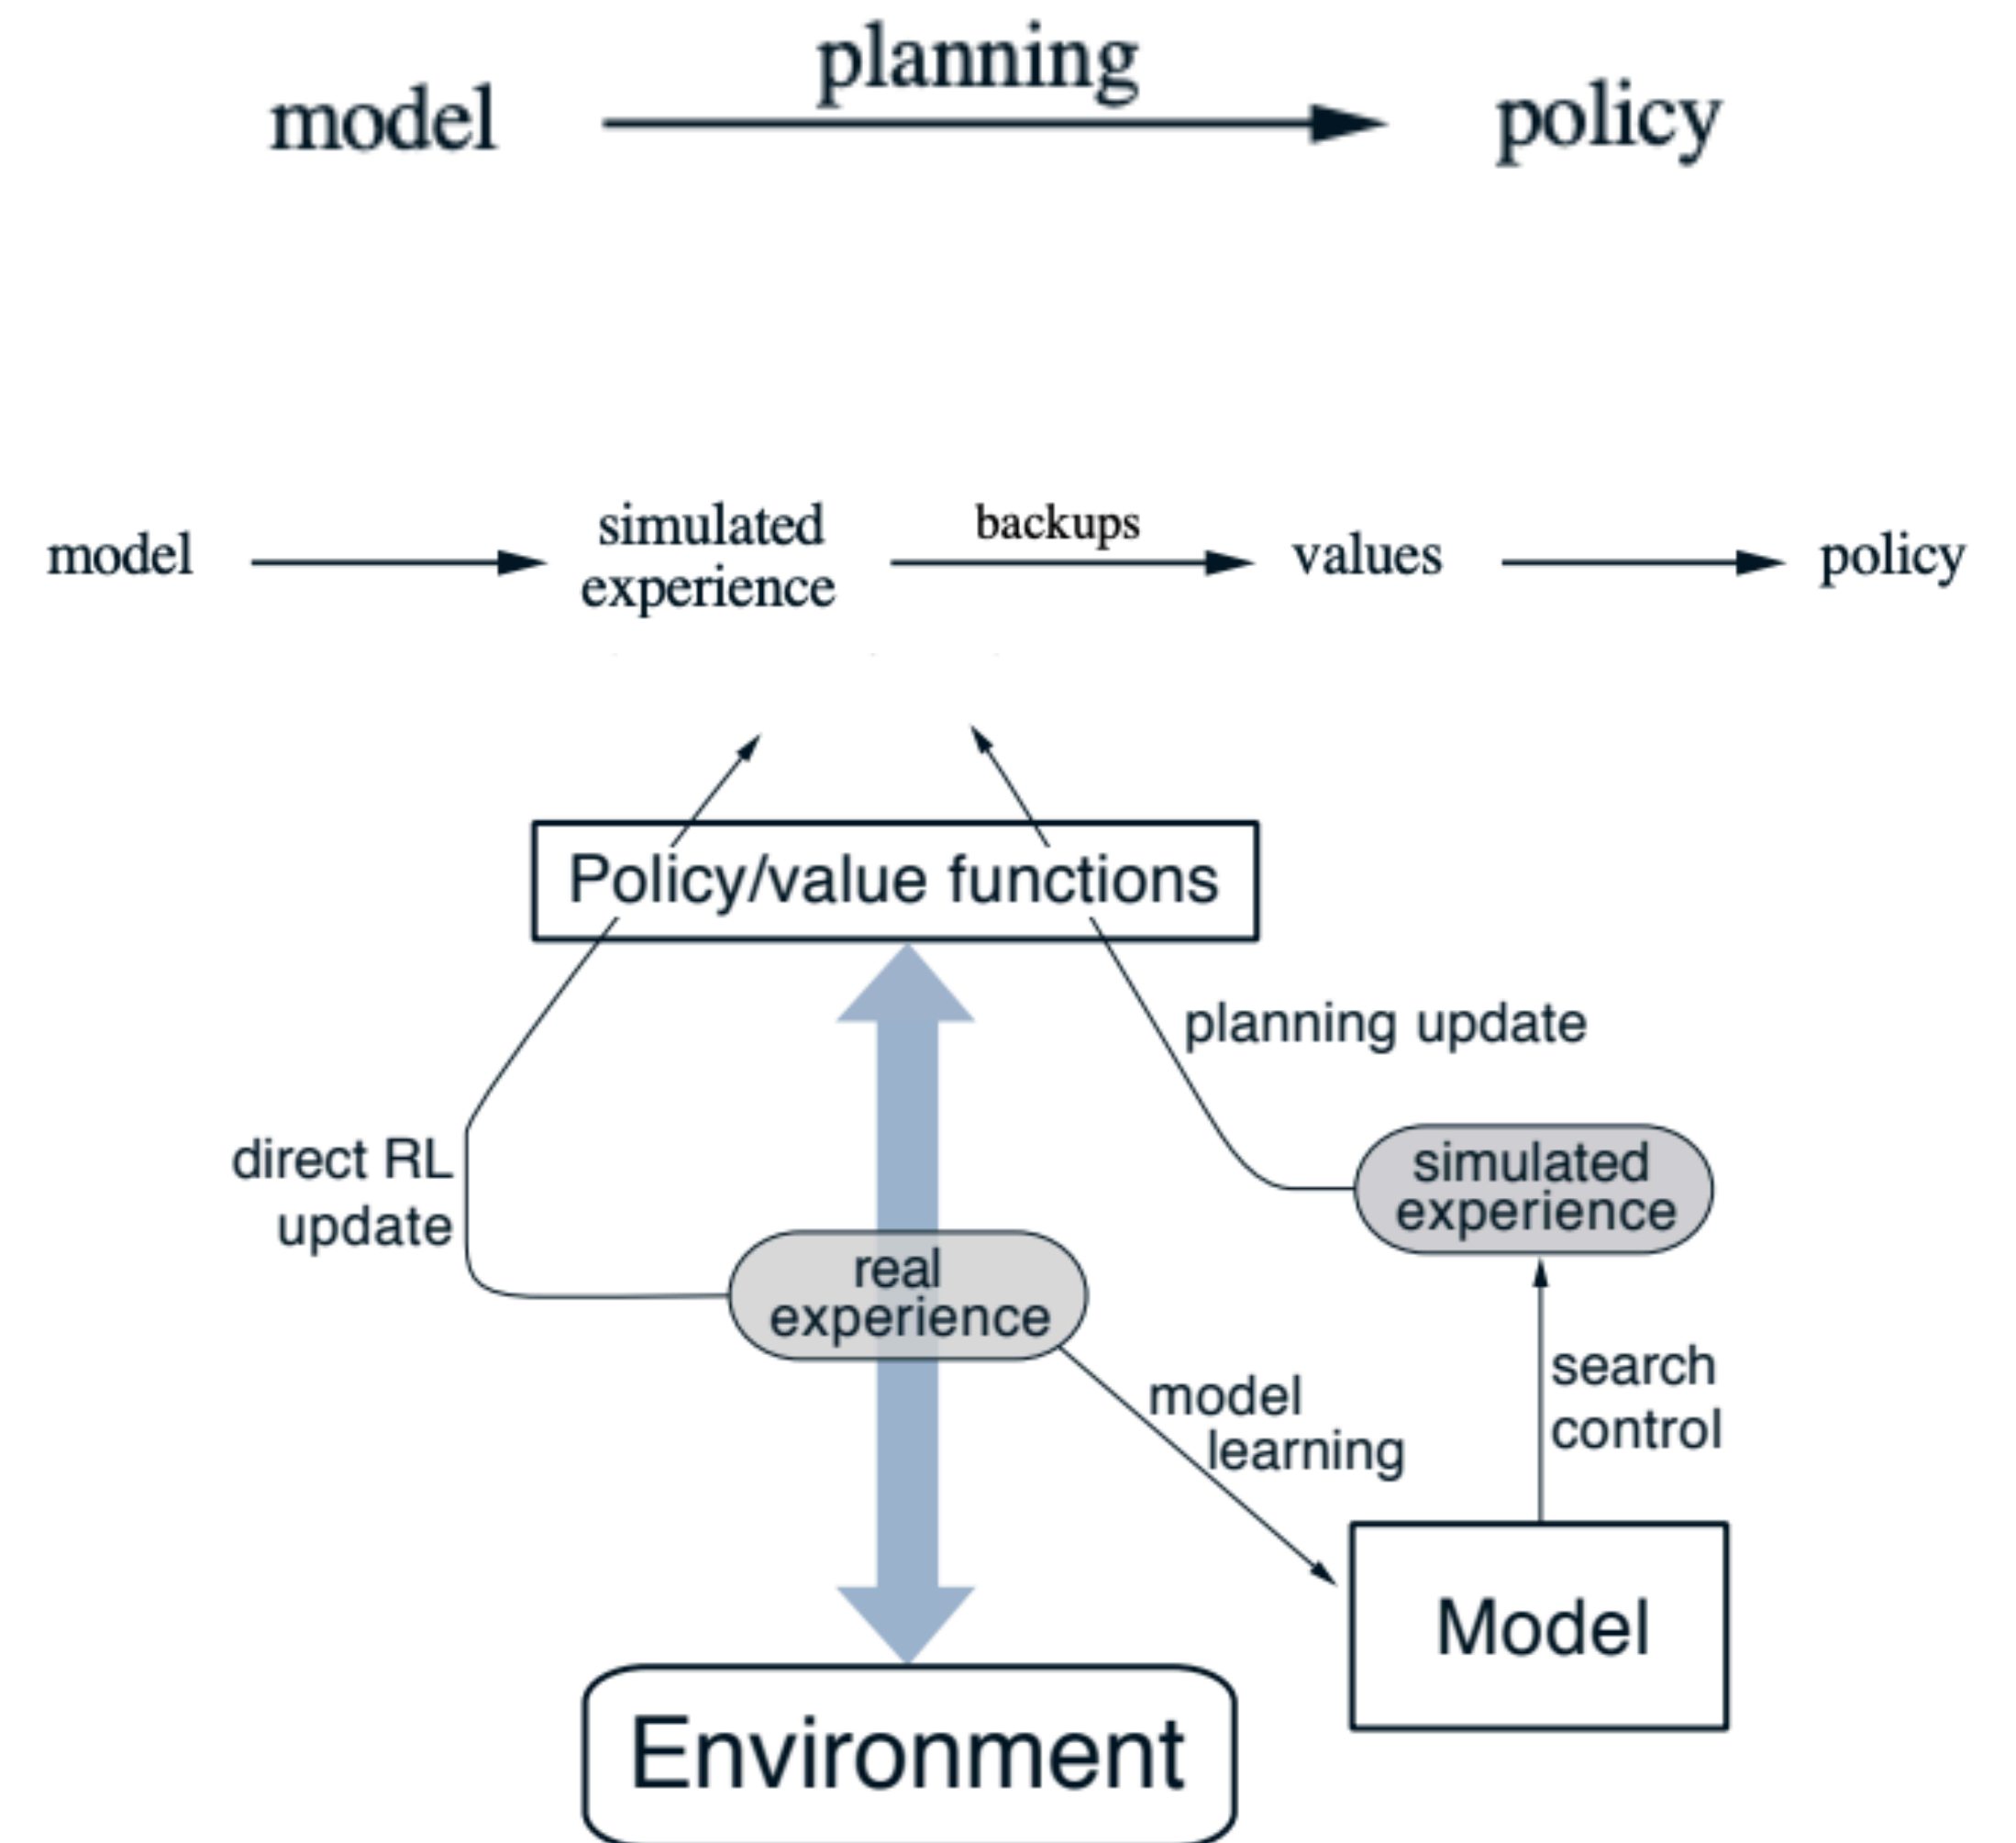 planning
model
policy
simulated
experience
backups
model
values
policy
Policy/value functions
planning update
direct RL
update
simulated
experience
real
experience
search
control
model
learning
Model
Environment